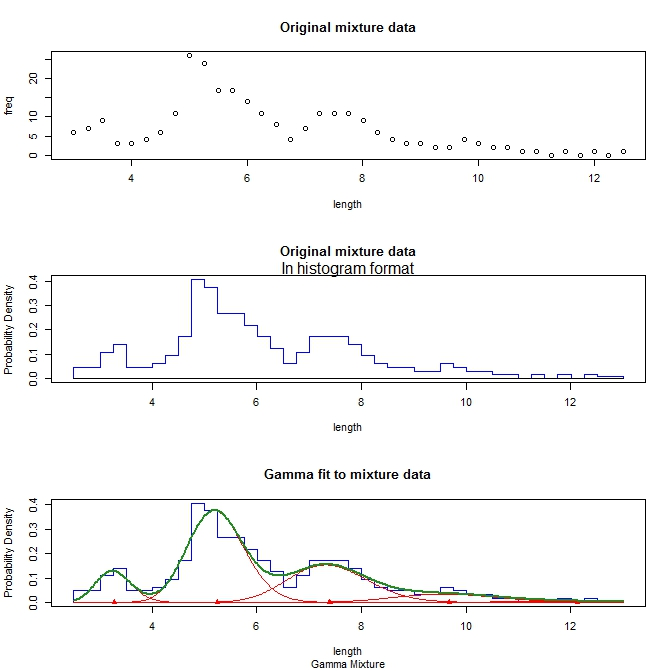 Original mixture data
freq
0 5 10 20
4 6 8 10 12
length
Original mixture data
In histogram format
Probability Density
0.0 0.1 0.2 0.3 0.4
4 6 8 10 12
length
Gamma fit to mixture data
Probability Density
0.0 0.1 0.2 0.3 0.4
4 6 8 10 12
length
Gamma Mixture